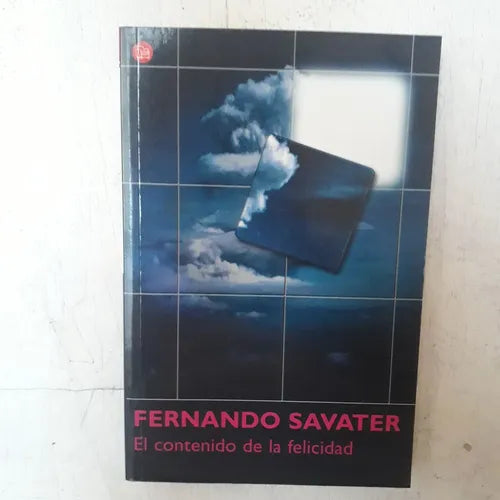 FERNANDO SAVATER
El contenido de la felicidad